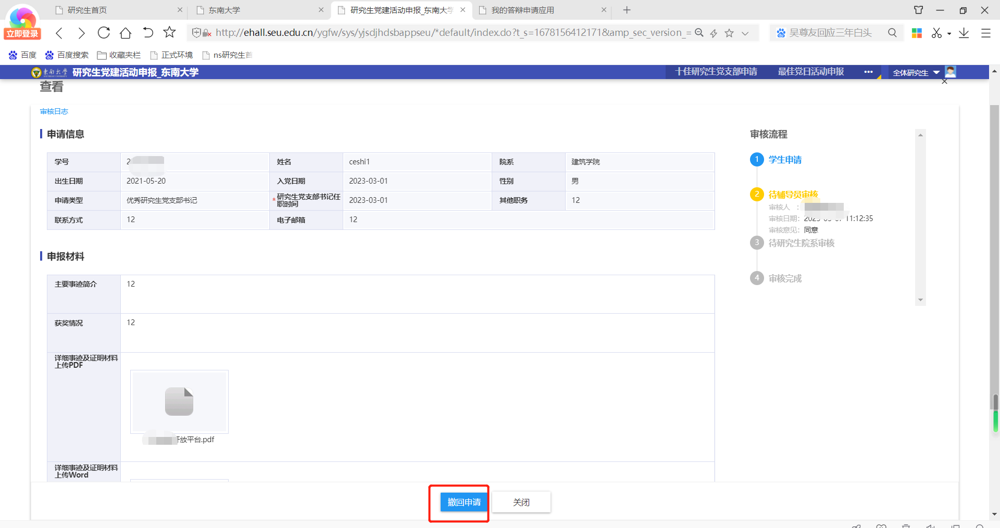 研究生首页
东南大学
研究生党建活动申报_东南大学
我的答辩申请应用
立即登录
http://ehall.seu.edu.cn/ygfw/sys/yjsdjhdsbappseu/*default/index.do?t_s=1678156412171&amp_sec_version_=
吴尊友回应三年白头
百度
百度搜索
收藏夹栏
正式环境
ns研究生首
东南大学 研究生党建活动申报_东南大学
十佳研究生党支部申请
最佳党日活动申报
全体研究生
查看
审核日志
申请信息
学号 2
姓名 ceshi1
院系 建筑学院
出生日期 2021-05-20
入党日期 2023-03-01
性别 男
申请类型 优秀研究生党支部书记
*研究生党支部书记任
职时间 2023-03-01
其他职务 12
联系方式 12
电子邮箱 12
申报材料
主要事迹简介 12
获奖情况 12
详细事迹及证明材料
上传PDF
开放平台.pdf
详细事迹及证明材料
上传Word
审核流程
1 学生申请
2 待辅导员审核
审核人 :
审核日期: 11:12:35
审核意见: 同意
3 待研究生院系审核
4 审核完成
撤回申请
关闭